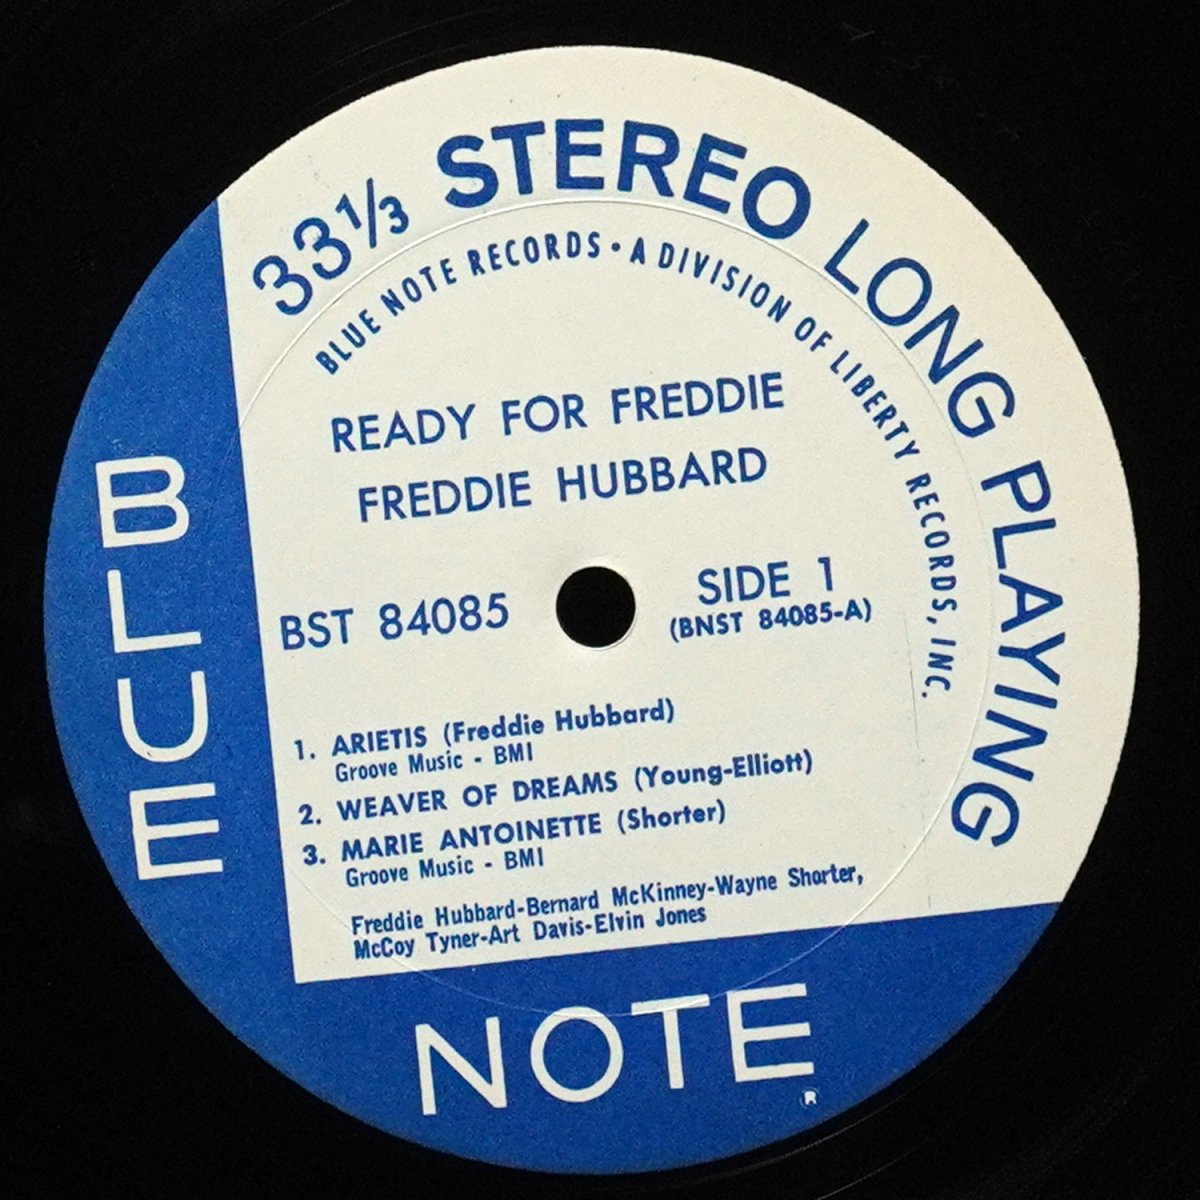 33⅓ STEREO LONG PLAYING
BLUE NOTE RECORDS • A DIVISION OF LIBERTY RECORDS, INC.
READY FOR FREDDIE
FREDDIE HUBBARD
BST 84085
SIDE 1
(BNST 84085-A)
1. ARIETIS (Freddie Hubbard)
Groove Music - BMI
2. WEAVER OF DREAMS (Young-Elliott)
3. MARIE ANTOINETTE (Shorter)
Groove Music - BMI
Freddie Hubbard-Bernard McKinney-Wayne Shorter,
McCoy Tyner-Art Davis-Elvin Jones
BLUE
NOTE
®